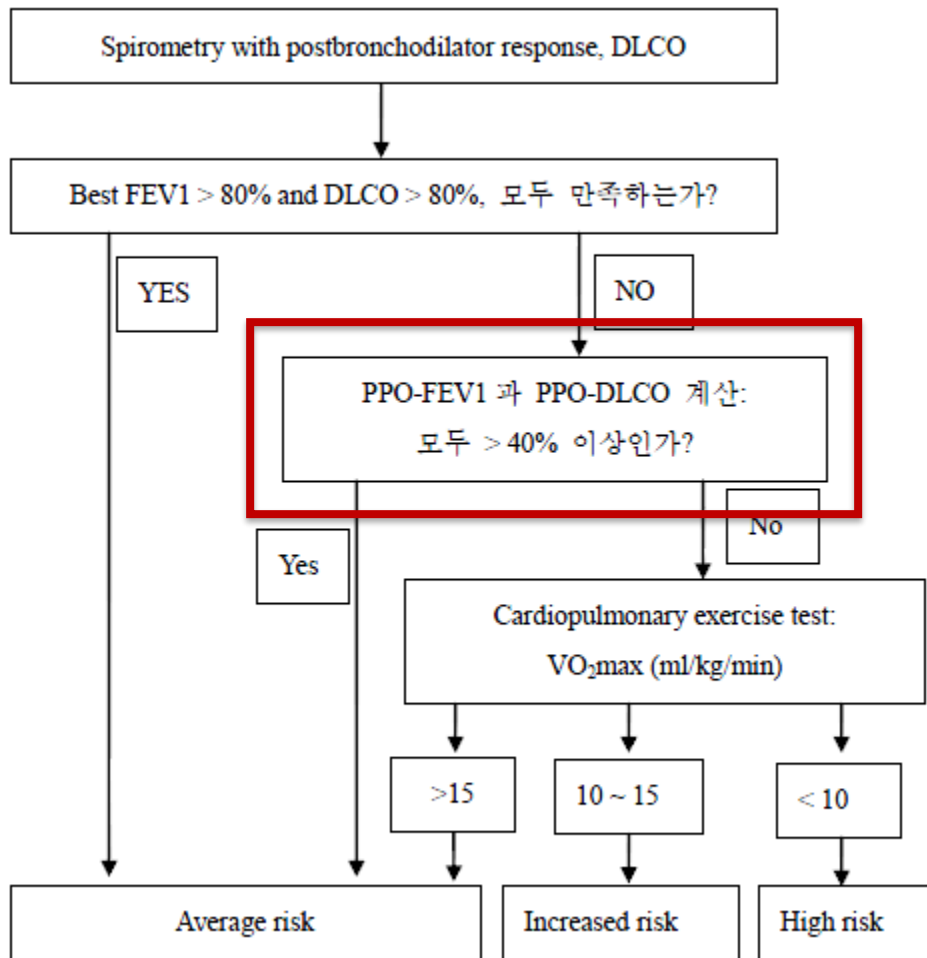 Spirometry with postbronchodilator response, DLCO
Best FEV1 > 80% and DLCO > 80%, 모두 만족하는가?
YES
NO
PPO-FEV1 과 PPO-DLCO 계산:
모두 > 40% 이상인가?
Yes
No
Cardiopulmonary exercise test:
VO₂max (ml/kg/min)
>15
10 ~ 15
< 10
Average risk
Increased risk
High risk